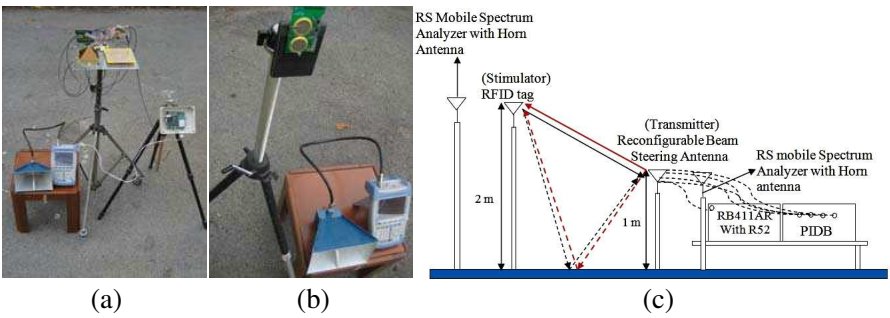 RS Mobile Spectrum
Analyzer with Horn
Antenna
(Stimulator)
RFID tag
(Transmitter)
Reconfigurable Beam
Steering Antenna
RS mobile Spectrum
Analyzer with Horn
antenna
2 m
1 m
RB411AR
With R52
PIDB
(a)
(b)
(c)